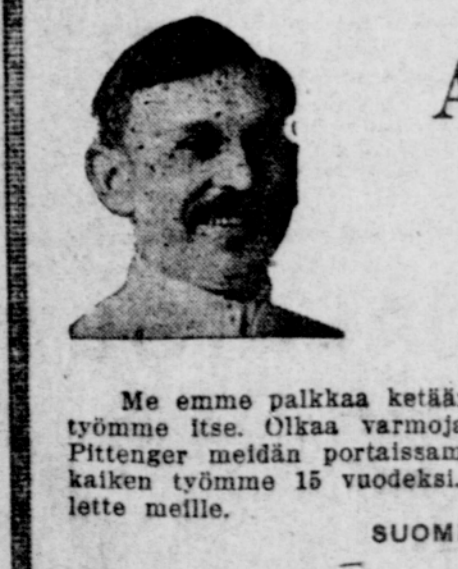 A
Me emme palkkaa ketää
työmme itse. Olkaa varmoja
Pittenger meidän portaissam
kaiken työmme 15 vuodeksi.
lette meille.
SUOM